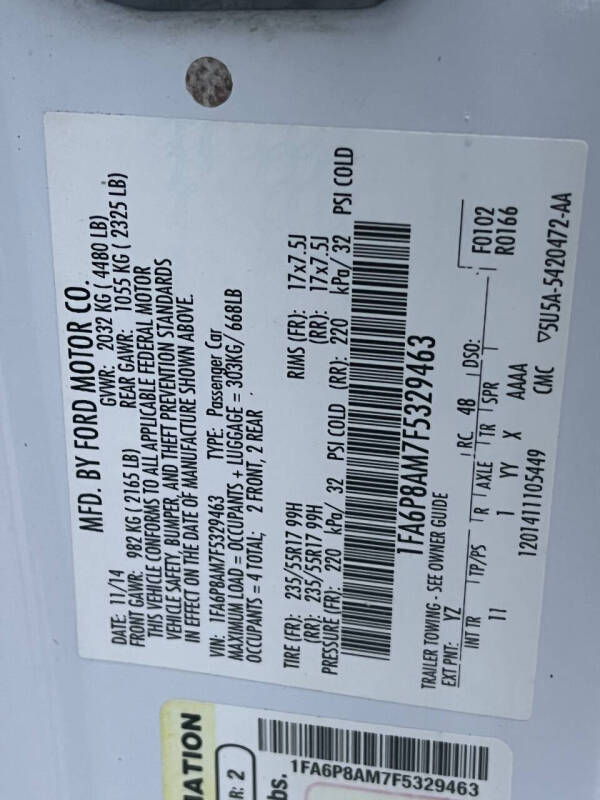 MFD. BY FORD MOTOR CO.
DATE: 11/14 GVWR: 2032 KG ( 4480 LB)
FRONT GAWR: 982 KG ( 2165 LB) REAR GAWR: 1055 KG ( 2325 LB)
THIS VEHICLE CONFORMS TO ALL APPLICABLE FEDERAL MOTOR
VEHICLE SAFETY, BUMPER, AND THEFT PREVENTION STANDARDS
IN EFFECT ON THE DATE OF MANUFACTURE SHOWN ABOVE.
VIN: 1FA6P8AM7F5329463 TYPE: Passenger Car
MAXIMUM LOAD = OCCUPANTS + LUGGAGE = 303KG/ 668LB
OCCUPANTS = 4 TOTAL; 2 FRONT, 2 REAR
TIRE (FR): 235/55R17 99H RIMS (FR): 17x7.5J
(RR): 235/55R17 99H (RR): 17x7.5J
PRESSURE (FR): 220 kPa/ 32 PSI COLD (RR): 220 kPa/ 32 PSI COLD
1FA6P8AM7F5329463
TRAILER TOWING - SEE OWNER GUIDE
EXT PNT: YZ RC: 48 DSO: F0102
R0166
INT TR TP/PS R AXLE TR SPR
11 1 YY X AAAA
1201411105449 CMC ▽5U5A-5420472-AA
MATION
R: 2
bs.
1FA6P8AM7F5329463